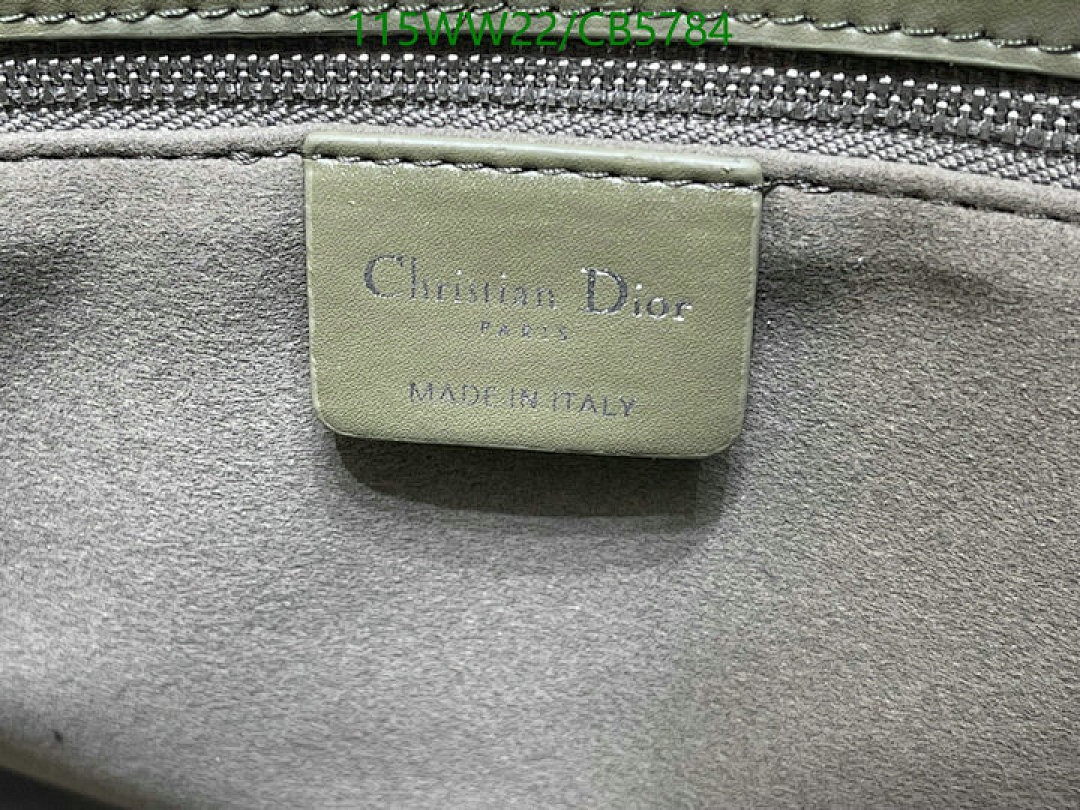 115WW22/CB5784
Christian Dior
PARIS
MADE IN ITALY